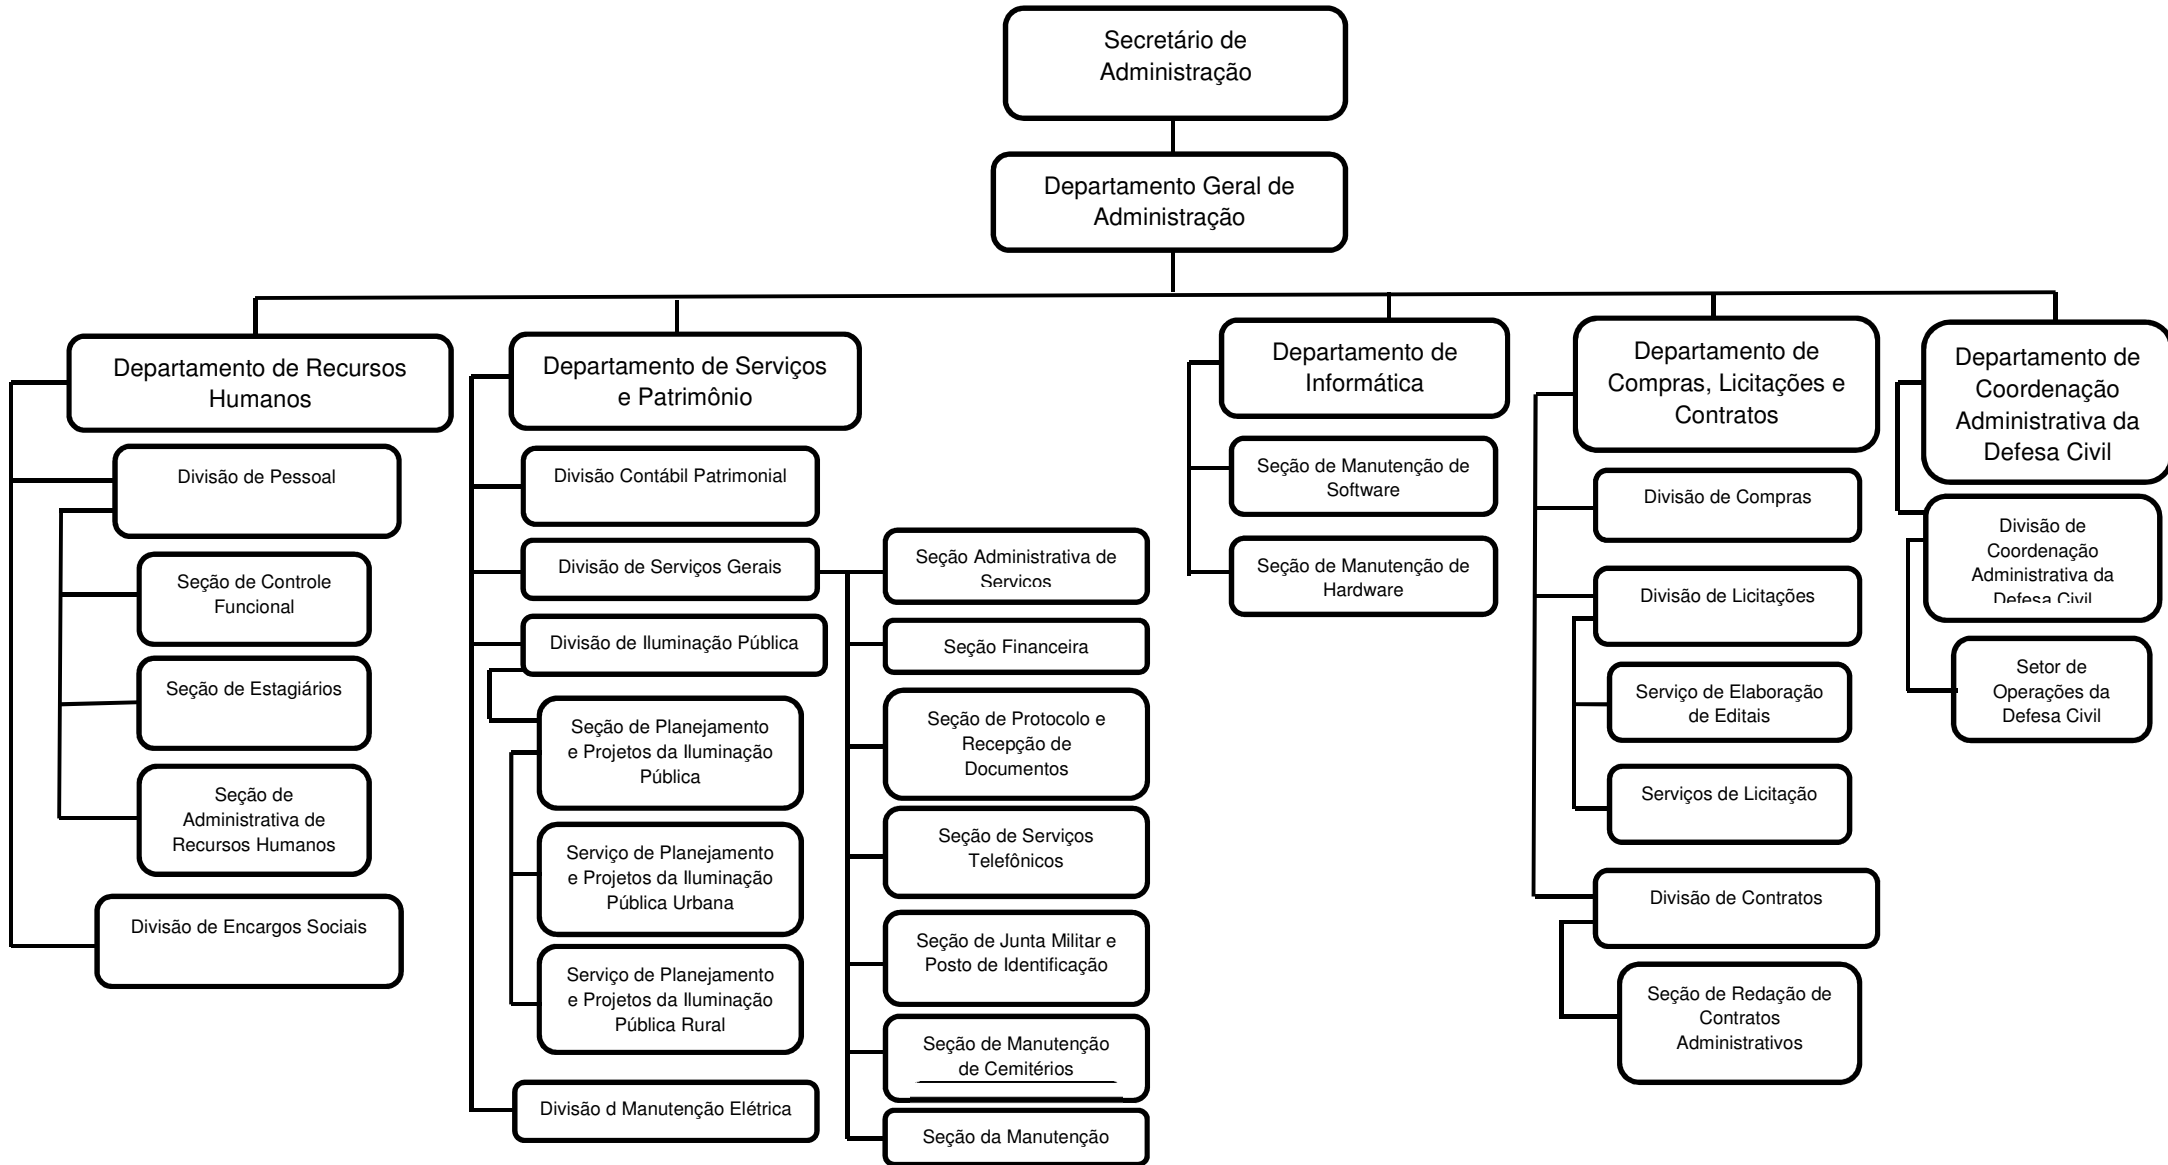 Secretário de
Administração
Departamento Geral de
Administração
Departamento de Recursos
Humanos
Divisão de Pessoal
Seção de Controle
Funcional
Seção de Estagiários
Seção de
Administrativa de
Recursos Humanos
Divisão de Encargos Sociais
Departamento de Serviços
e Patrimônio
Divisão Contábil Patrimonial
Divisão de Serviços Gerais
Divisão de Iluminação Pública
Seção de Planejamento
e Projetos da Iluminação
Pública
Serviço de Planejamento
e Projetos da Iluminação
Pública Urbana
Serviço de Planejamento
e Projetos da Iluminação
Pública Rural
Divisão d Manutenção Elétrica
Seção Administrativa de
Serviços
Seção Financeira
Seção de Protocolo e
Recepção de
Documentos
Seção de Serviços
Telefônicos
Seção de Junta Militar e
Posto de Identificação
Seção de Manutenção
de Cemitérios
Seção da Manutenção
Departamento de
Informática
Seção de Manutenção de
Software
Seção de Manutenção de
Hardware
Departamento de
Compras, Licitações e
Contratos
Divisão de Compras
Divisão de Licitações
Serviço de Elaboração
de Editais
Serviços de Licitação
Divisão de Contratos
Seção de Redação de
Contratos
Administrativos
Departamento de
Coordenação
Administrativa da
Defesa Civil
Divisão de
Coordenação
Administrativa da
Defesa Civil
Setor de
Operações da
Defesa Civil